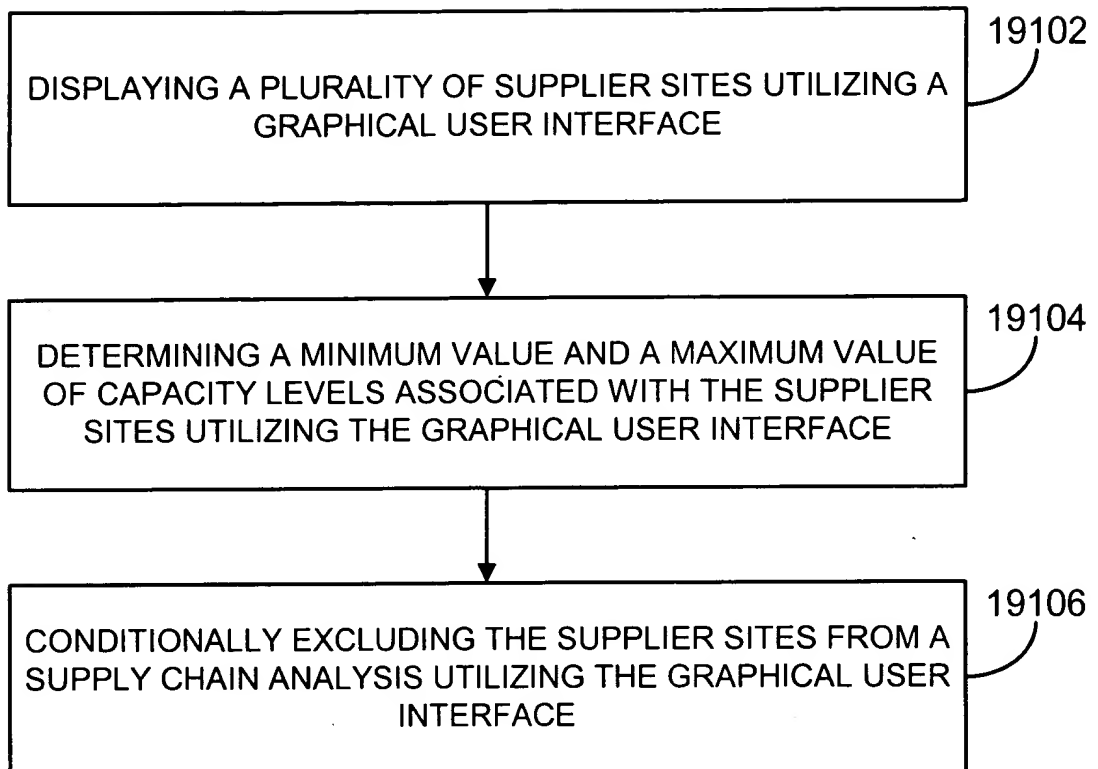 19102
DISPLAYING A PLURALITY OF SUPPLIER SITES UTILIZING A
GRAPHICAL USER INTERFACE
19104
DETERMINING A MINIMUM VALUE AND A MAXIMUM VALUE
OF CAPACITY LEVELS ASSOCIATED WITH THE SUPPLIER
SITES UTILIZING THE GRAPHICAL USER INTERFACE
19106
CONDITIONALLY EXCLUDING THE SUPPLIER SITES FROM A
SUPPLY CHAIN ANALYSIS UTILIZING THE GRAPHICAL USER
INTERFACE